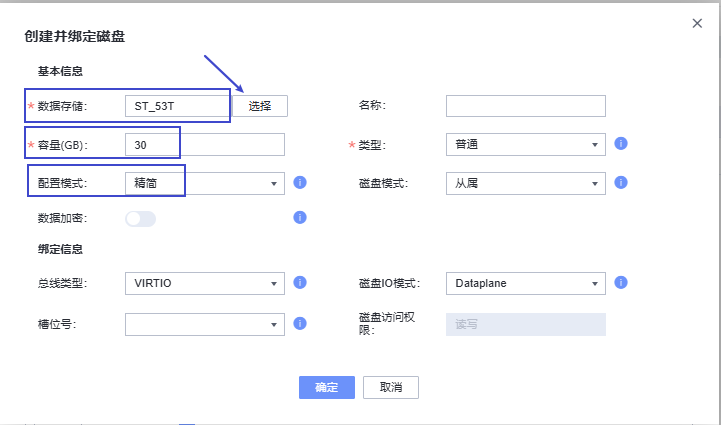 创建并绑定磁盘
基本信息
* 数据存储: ST_53T 选择 名称:
* 容量(GB): 30 * 类型: 普通
配置模式: 精简 磁盘模式: 从属
数据加密:
绑定信息
总线类型: VIRTIO 磁盘IO模式: Dataplane
槽位号: 磁盘访问权
限: 读写
确定 取消